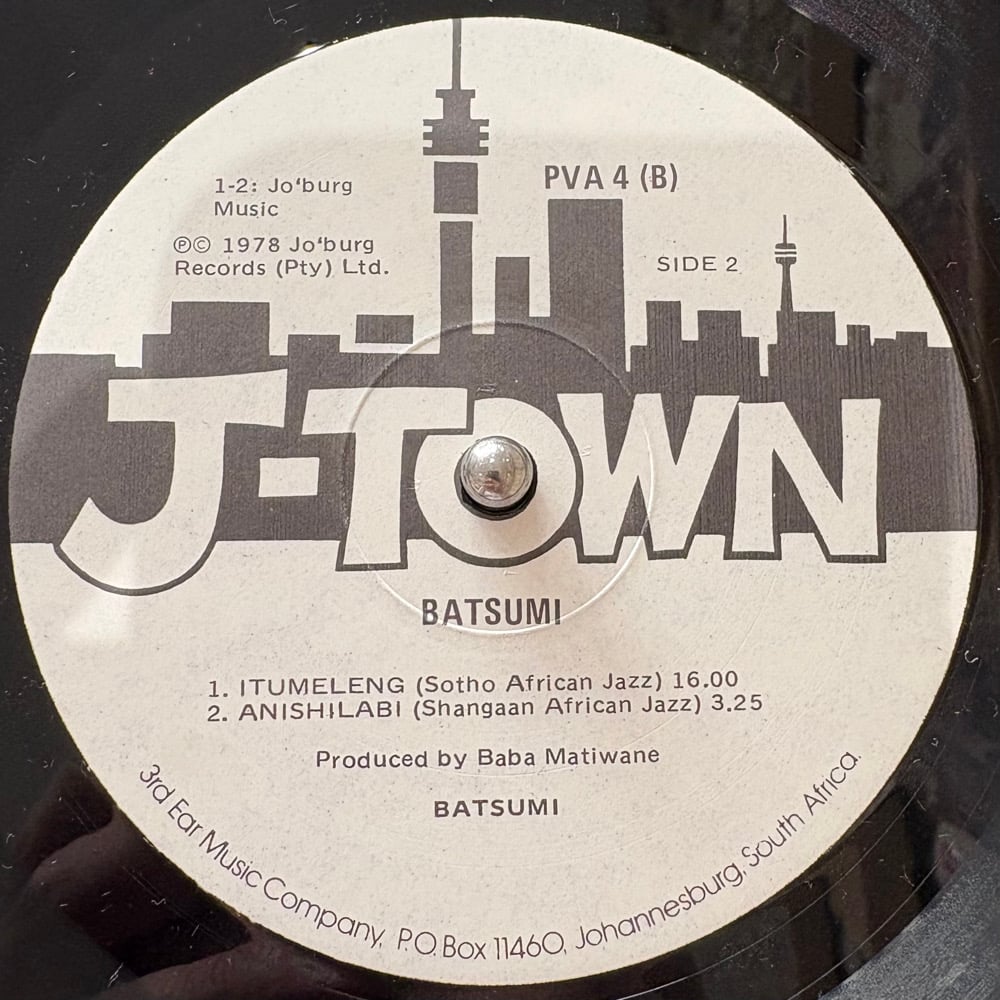 1-2: Jo'burg
Music
℗© 1978 Jo'burg
Records (Pty) Ltd.
PVA 4 (B)
SIDE 2
J-TOWN
BATSUMI
1. ITUMELENG (Sotho African Jazz) 16.00
2. ANISHILABI (Shangaan African Jazz) 3.25
Produced by Baba Matiwane
BATSUMI
3rd Ear Music Company, P.O. Box 11460, Johannesburg, South Africa.